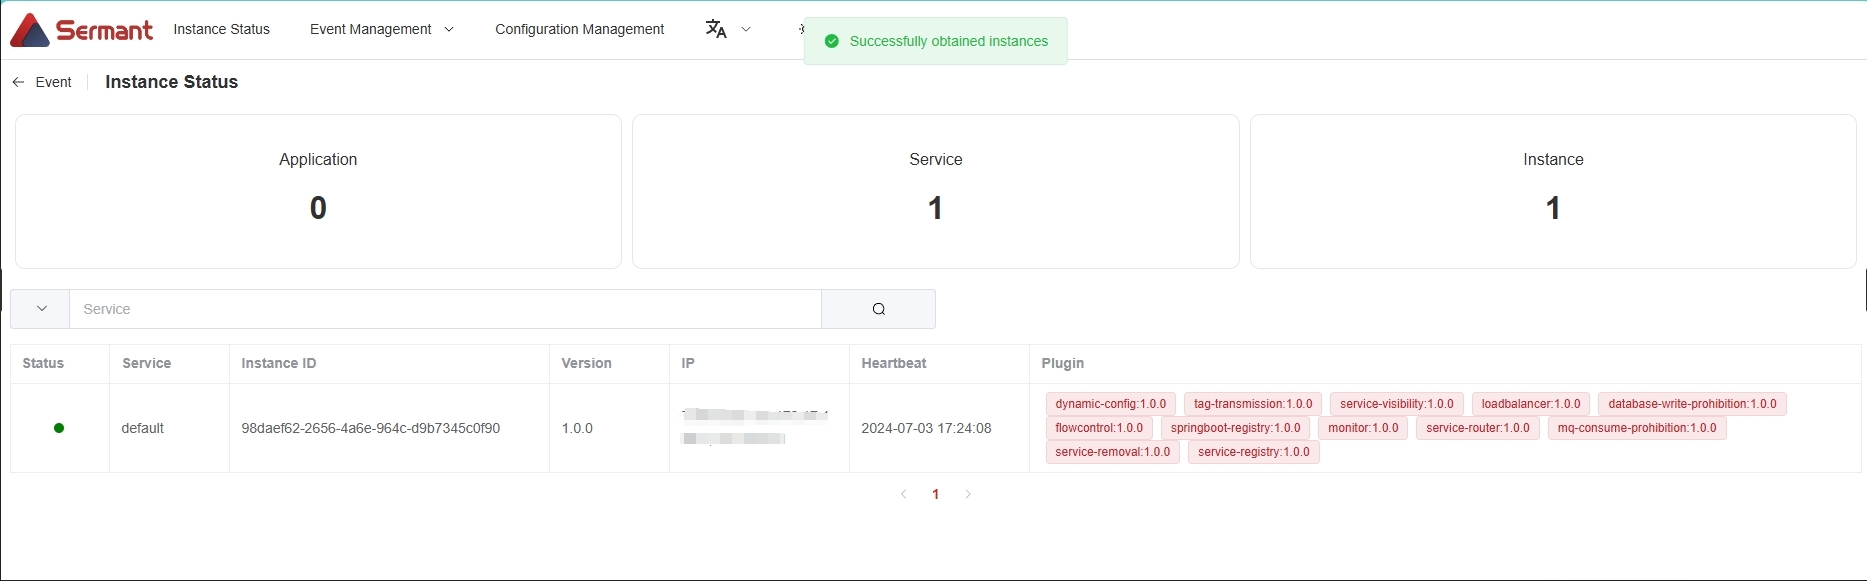 Sermant Instance Status Event Management Configuration Management
Successfully obtained instances
Event Instance Status
Application Service Instance
0 1 1
Service
Status Service Instance ID Version IP Heartbeat Plugin
default 98daef62-2656-4a6e-964c-d9b7345c0f90 1.0.0 2024-07-03 17:24:08
dynamic-config:1.0.0 tag-transmission:1.0.0 service-visibility:1.0.0 loadbalancer:1.0.0 database-write-prohibition:1.0.0
flowcontrol:1.0.0 springboot-registry:1.0.0 monitor:1.0.0 service-router:1.0.0 mq-consume-prohibition:1.0.0
service-removal:1.0.0 service-registry:1.0.0
1